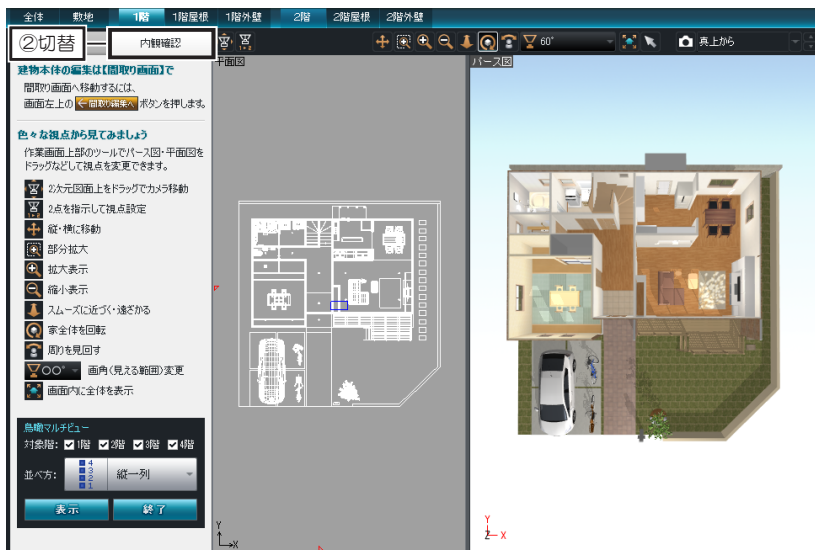 全体 敷地 1階 1階屋根 1階外壁 2階 2階屋根 2階外壁
②切替 内観確認 60° 真上から
建物本体の編集は【間取り画面】で
間取り画面へ移動するには、
画面左上の ←間取り編集へ ボタンを押します。
色々な視点から見てみましょう
作業画面上部のツールでパース図・平面図を
ドラッグなどして視点を変更できます。
2次元図面上をドラッグでカメラ移動
2点を指示して視点設定
縦・横に移動
部分拡大
拡大表示
縮小表示
スムーズに近づく・遠ざかる
家全体を回転
周りを見回す
○○° 画角(見える範囲)変更
画面内に全体を表示
鳥瞰マルチビュー
対象階: 1階 2階 3階 4階
並べ方: 4 3 2 1 縦一列
表示 終了
平面図
Y
X
パース図
Y
Z X